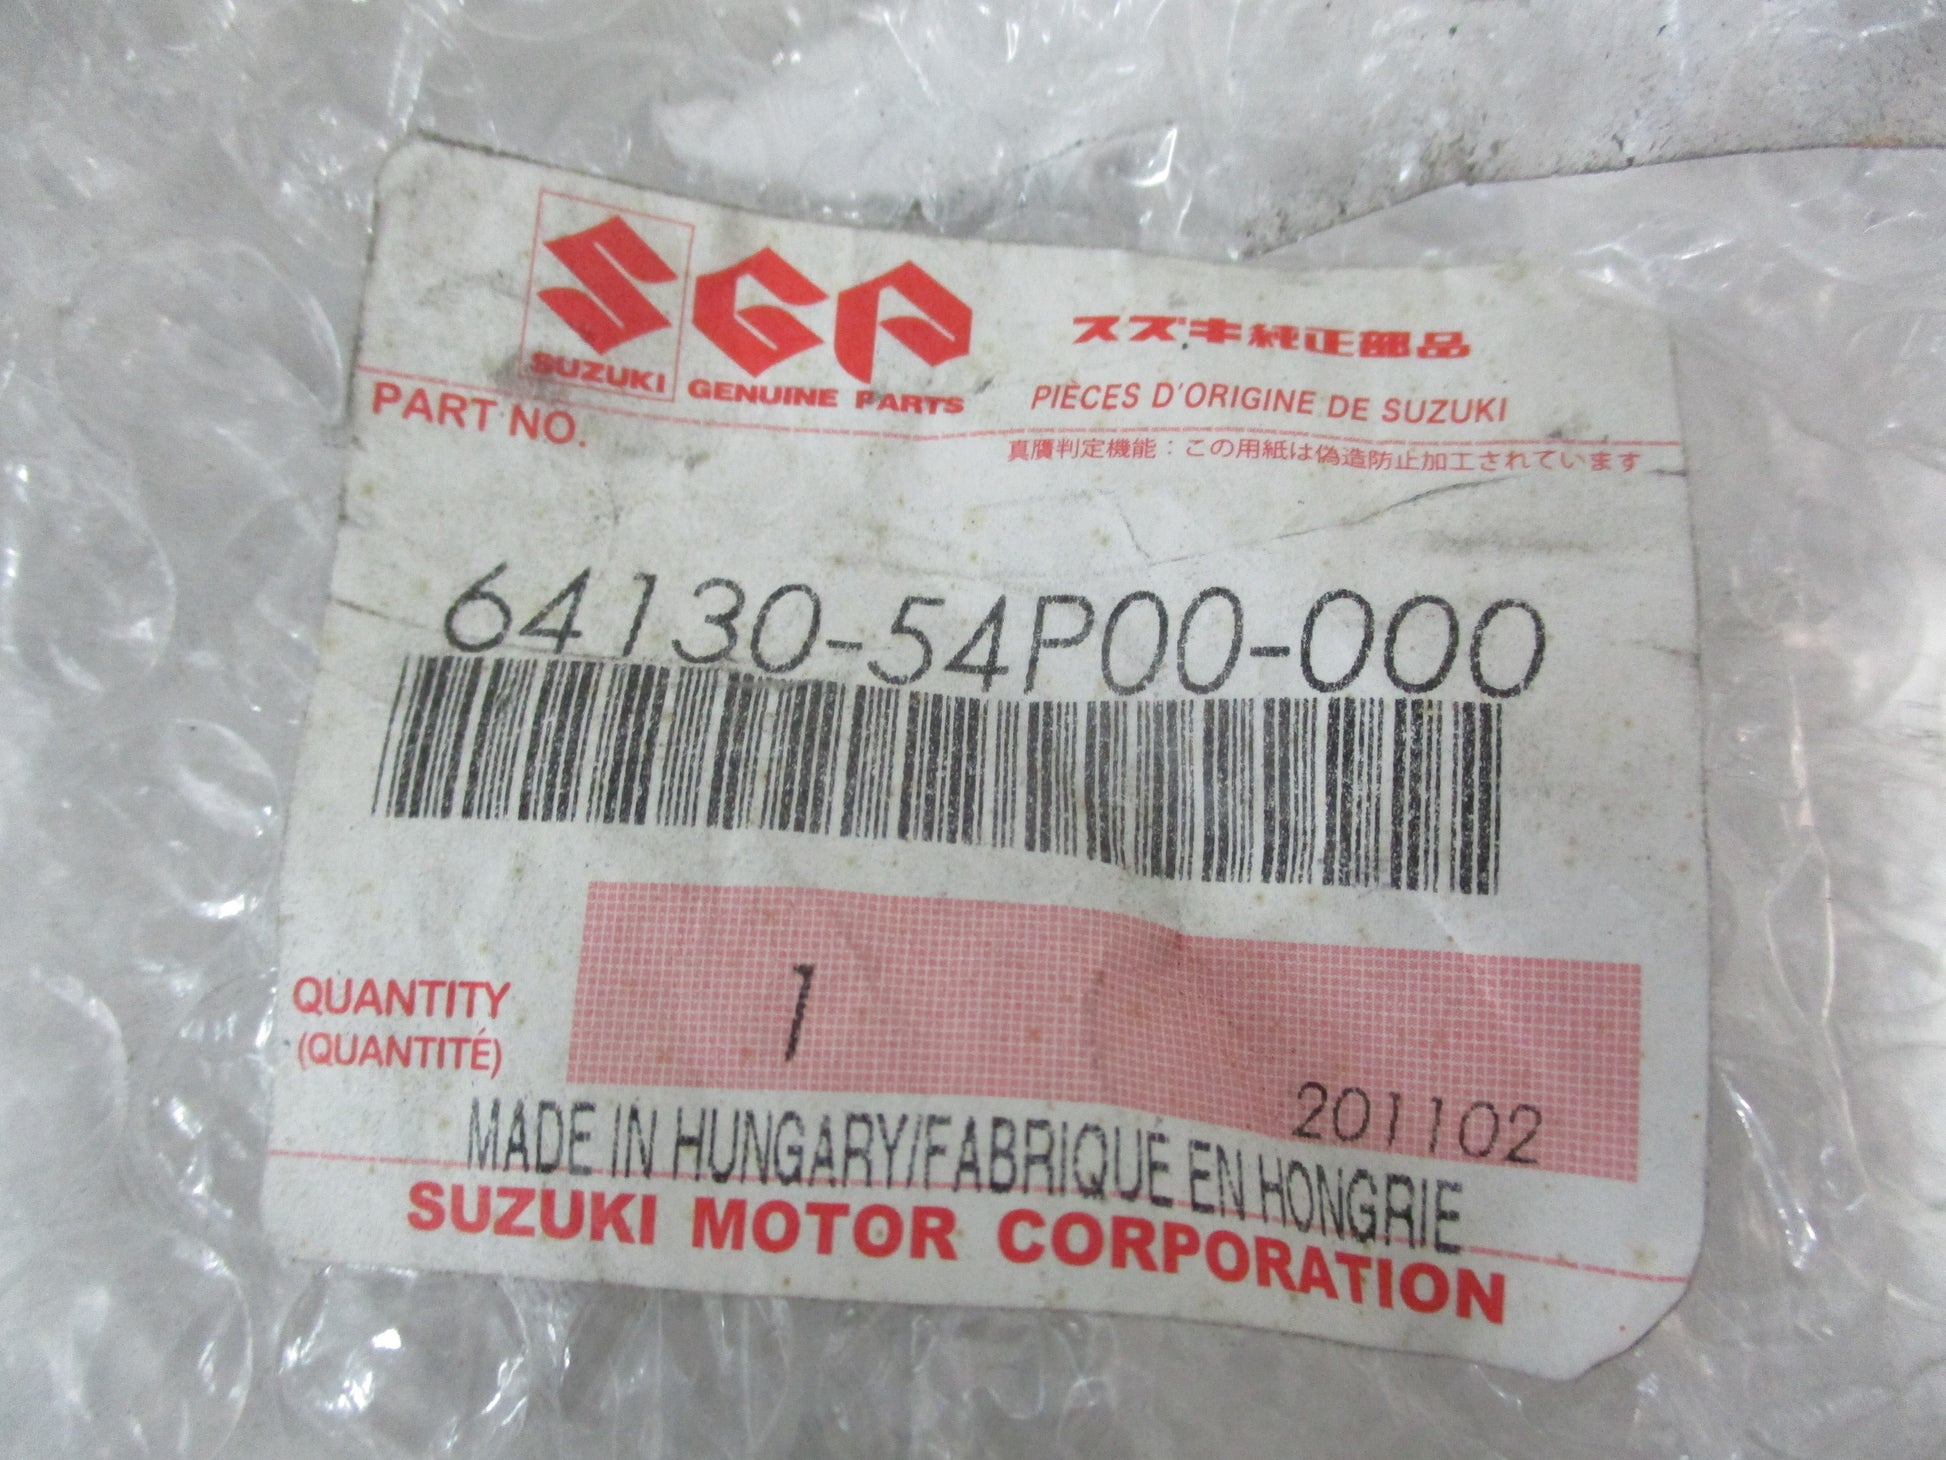 SGP
SUZUKI GENUINE PARTS
スズキ純正部品
PIÈCES D'ORIGINE DE SUZUKI
PART NO.
真贋判定機能：この用紙は偽造防止加工されています
64130-54P00-000
QUANTITY
(QUANTITÉ)
1
201102
MADE IN HUNGARY/FABRIQUÉ EN HONGRIE
SUZUKI MOTOR CORPORATION